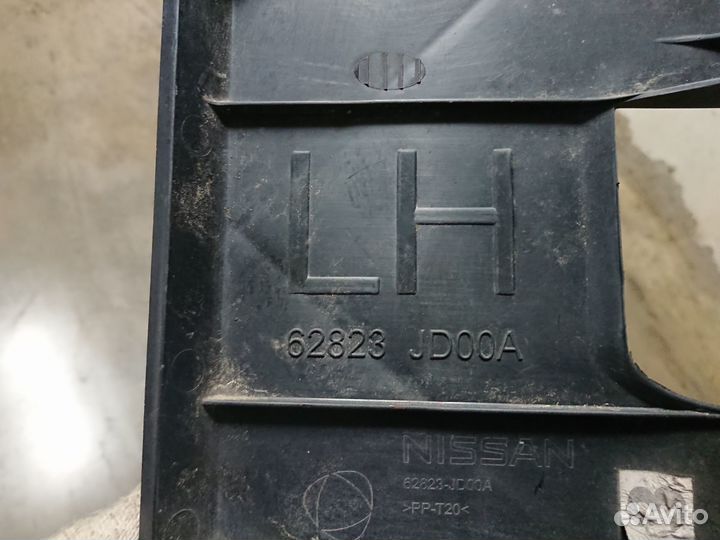 LH
62823 JD00A
NISSAN
62823-JD00A
>PP-T20<
Avito